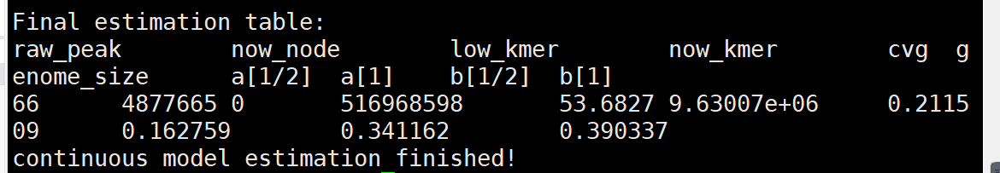 Final estimation table:
raw_peak now_node low_kmer now_kmer cvg g
enome_size a[1/2] a[1] b[1/2] b[1]
66 4877665 0 516968598 53.6827 9.63007e+06 0.2115
09 0.162759 0.341162 0.390337
continuous model estimation finished!